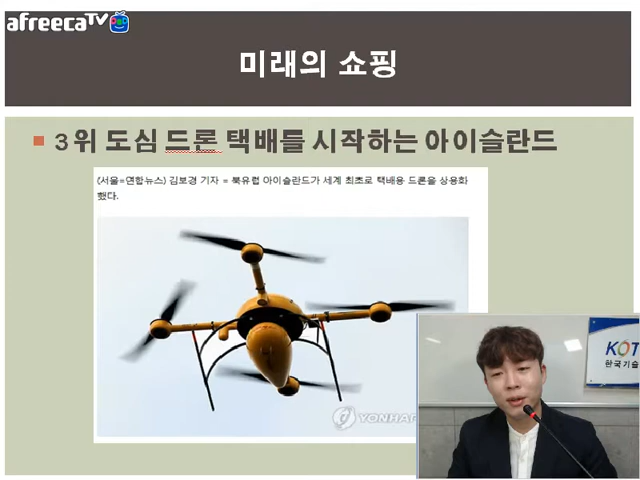 afreecaTV
미래의 쇼핑
3위 도심 드론 택배들 시작하는 아이슬란드
(서울=연합뉴스) 김보경 기자 = 북유럽 아이슬란드가 세계 최초로 택배용 드론을 상용화
했다.
YONHAP
KOT
한국기술